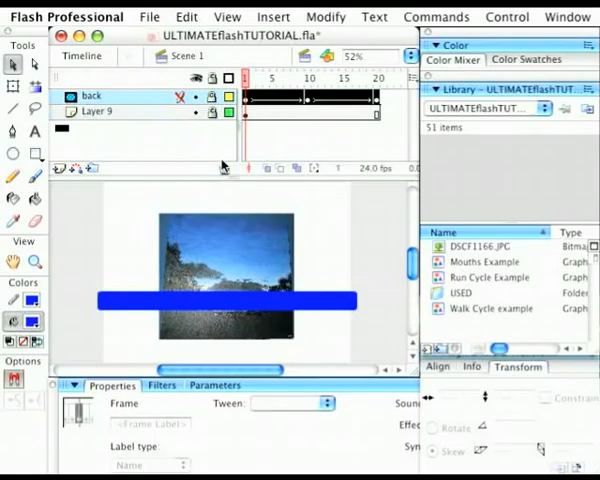 Flash Professional File Edit View Insert Modify Text Commands Control Window
ULTIMATEflashTUTORIAL.fla*
Timeline Scene 1 52%
1 5 10 15 20
back
Layer 9
1 24.0 fps 0.0
Tools
View
Colors
Options
Color
Color Mixer Color Swatches
Library - ULTIMATEflashTUT...
ULTIMATEflashTUT...
51 items
Name Type
DSCF1166.JPG Bitma
Mouths Example Graph
Run Cycle Example Graph
USED Folder
Walk Cycle example Graph
Align Info Transform
Constrain
Rotate
Skew
Properties Filters Parameters
Frame Tween: Soun
<Frame Label> Effec
Label type: Syn
Name